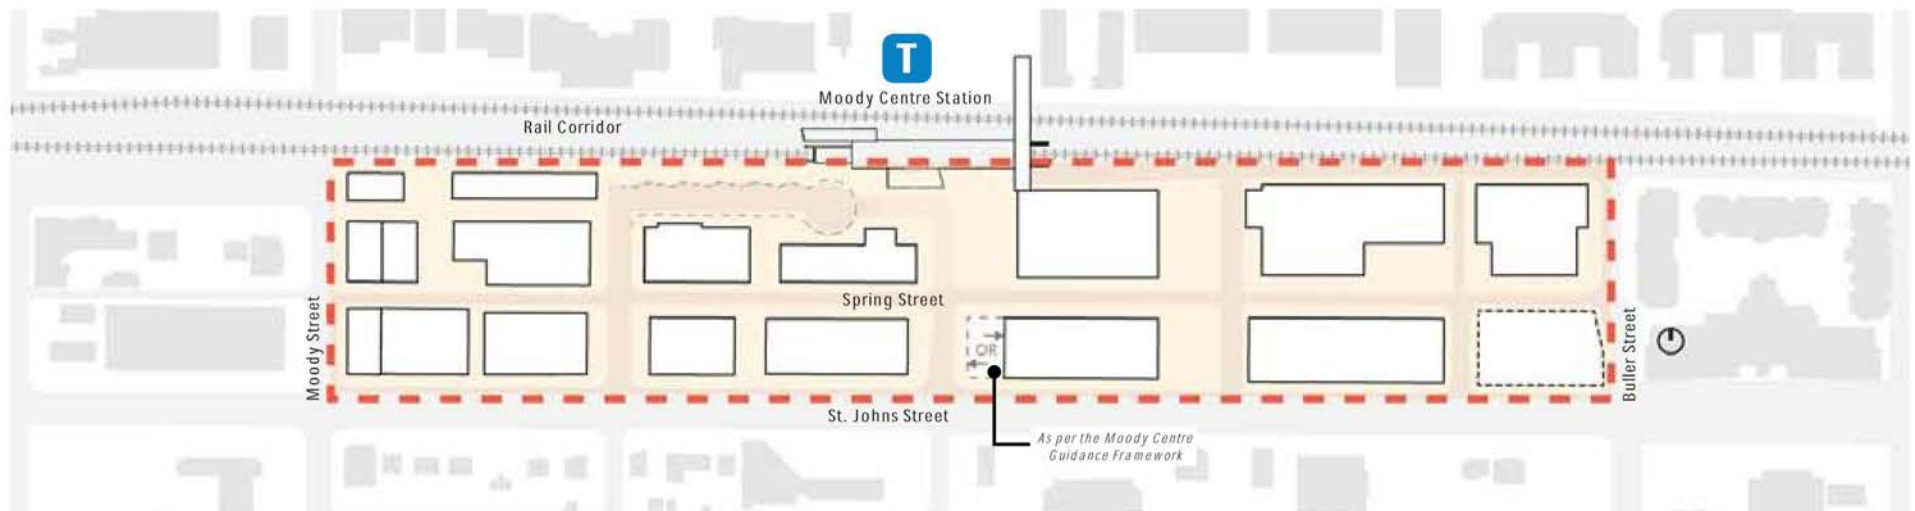 T
Moody Centre Station
Rail Corridor
Spring Street
Moody Street
OR
Buller Street
St. Johns Street
As per the Moody Centre
Guidance Framework